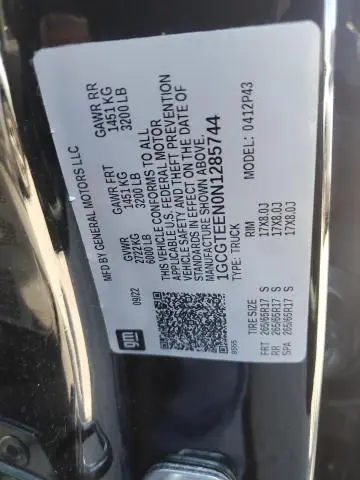 MFD BY GENERAL MOTORS LLC
09/22
GVWR
2722 KG
6000 LB
GAWR FRT
1451 KG
3200 LB
GAWR RR
1451 KG
3200 LB
THIS VEHICLE CONFORMS TO ALL
APPLICABLE U.S. FEDERAL MOTOR
VEHICLE SAFETY, AND THEFT PREVENTION
STANDARDS IN EFFECT ON THE DATE OF
MANUFACTURE SHOWN ABOVE.
1GCGTEEN0N1285744
TYPE: TRUCK
MODEL: 0412P43
gm
TIRE SIZE
RIM
FRT 265/65R17 S 17X8.0J
RR 265/65R17 S 17X8.0J
SPA 265/65R17 S 17X8.0J